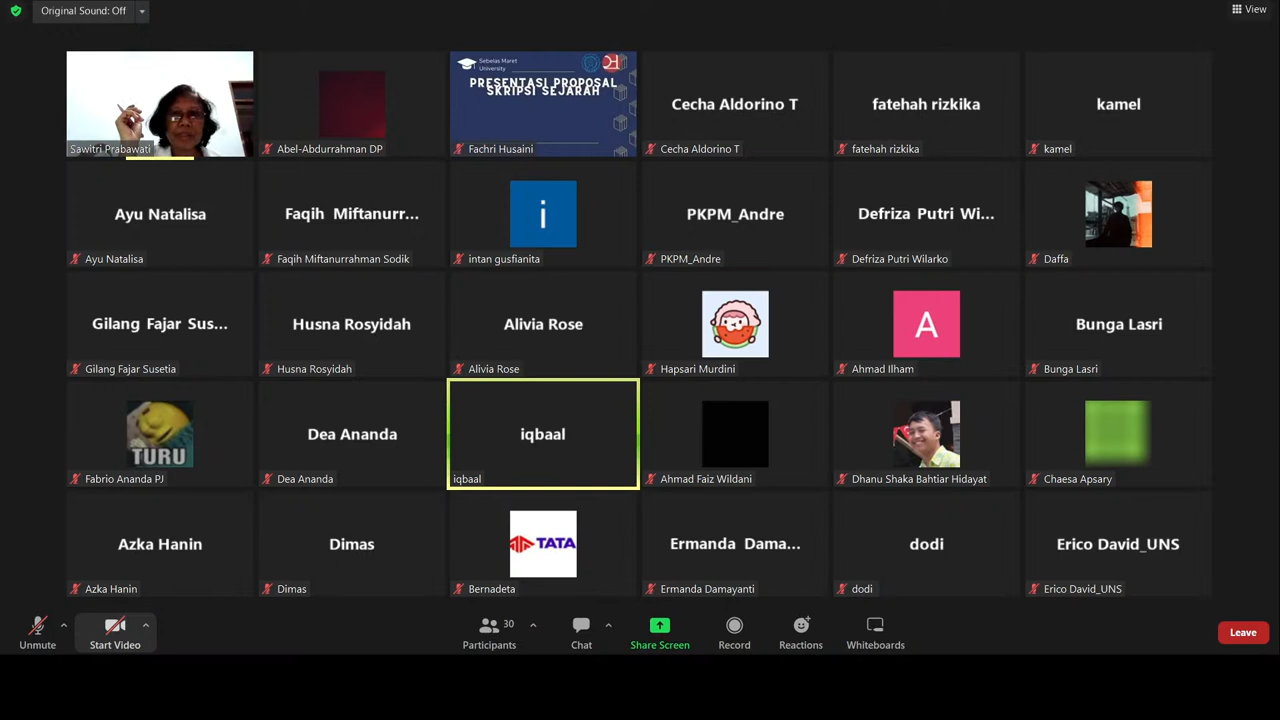 Original Sound: Off
View
Sawitri Prabawati
Abel-Abdurrahman DP
Sebelas Maret
University
PRESENTASI PROPOSAL
SKRIPSI SEJARAH
Fachri Husaini
Cecha Aldorino T
Cecha Aldorino T
fatehah rizkika
fatehah rizkika
kamel
kamel
Ayu Natalisa
Ayu Natalisa
Faqih Miftanurr...
Faqih Miftanurrahman Sodik
i
intan gusfianita
PKPM_Andre
PKPM_Andre
Defriza Putri Wi...
Defriza Putri Wilarko
Daffa
Gilang Fajar Sus...
Gilang Fajar Susetia
Husna Rosyidah
Husna Rosyidah
Alivia Rose
Alivia Rose
Hapsari Murdini
A
Ahmad Ilham
Bunga Lasri
Bunga Lasri
TURU
Fabrio Ananda PJ
Dea Ananda
Dea Ananda
iqbaal
iqbaal
Ahmad Faiz Wildani
Dhanu Shaka Bahtiar Hidayat
Chaesa Apsary
Azka Hanin
Azka Hanin
Dimas
Dimas
TATA
Bernadeta
Ermanda Dama...
Ermanda Damayanti
dodi
dodi
Erico David_UNS
Erico David_UNS
Unmute
Start Video
30
Participants
Chat
Share Screen
Record
Reactions
Whiteboards
Leave